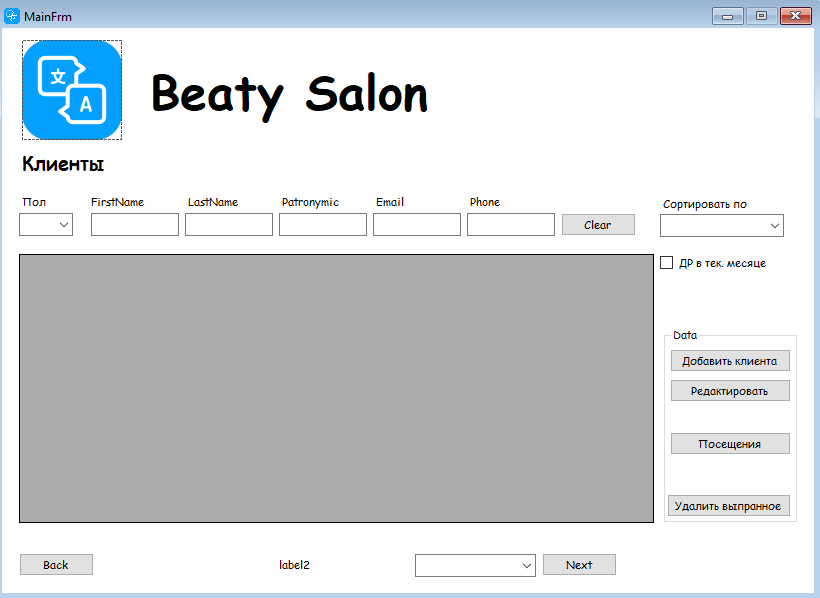 MainFrm
文
A
Beaty Salon
Клиенты
Пол FirstName LastName Patronymic Email Phone Сортировать по
Clear
ДР в тек. месяце
Data
Добавить клиента
Редактировать
Посещения
Удалить выпранное
Back label2 Next